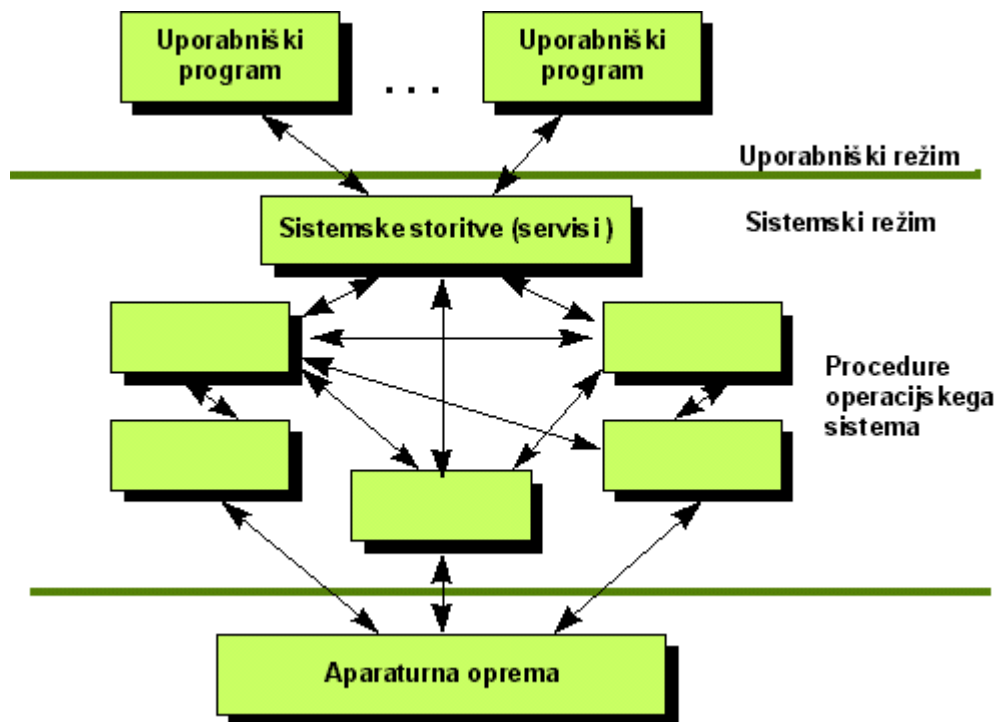 Uporabniški
program
. . .
Uporabniški
program
Uporabniški režim
Sistemske storitve (servisi )
Sistemski režim
Procedure
operacijskega
sistema
Aparaturna oprema